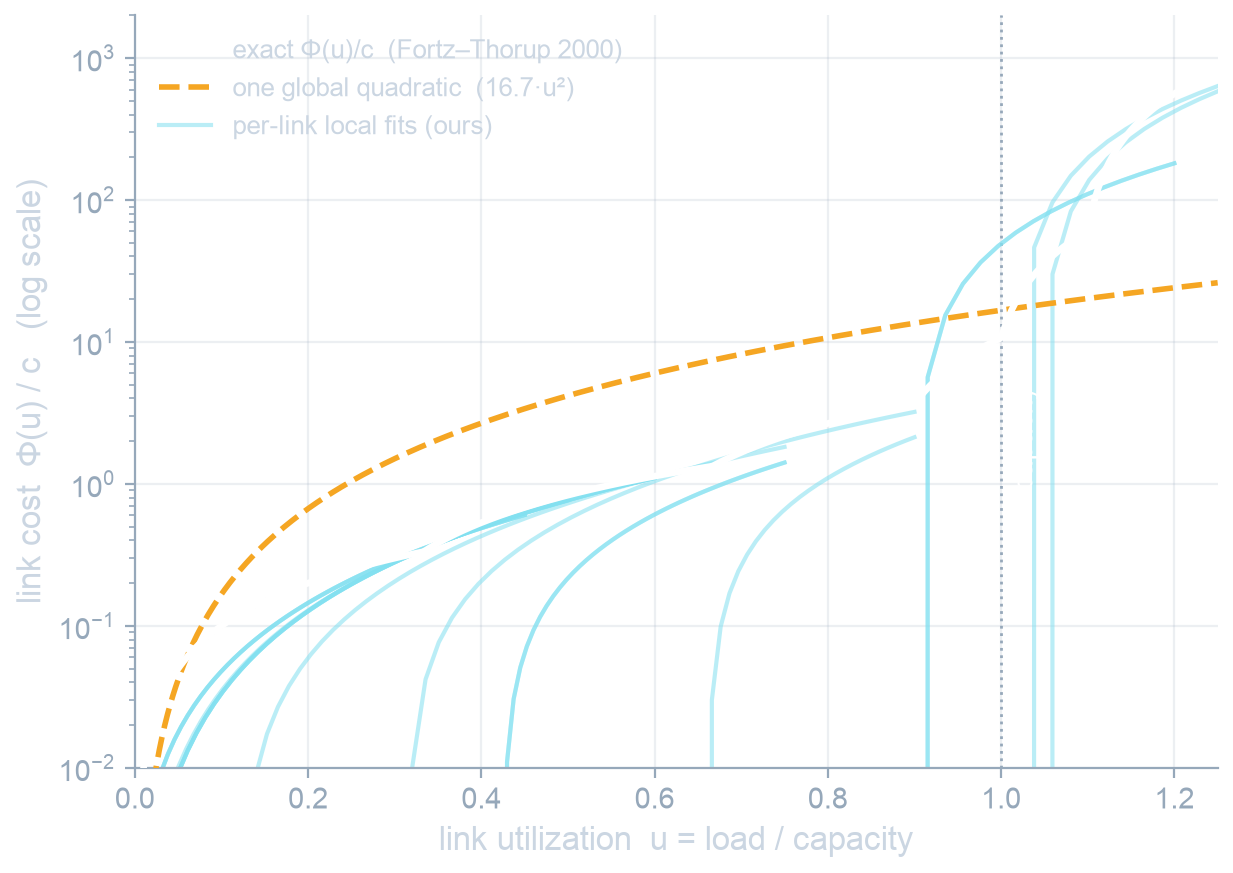 exact Φ(u)/c (Fortz–Thorup 2000)
one global quadratic (16.7·u²)
per-link local fits (ours)
link cost Φ(u) / c (log scale)
10³
10²
10¹
10⁰
10⁻¹
10⁻²
0.0 0.2 0.4 0.6 0.8 1.0 1.2
link utilization u = load / capacity